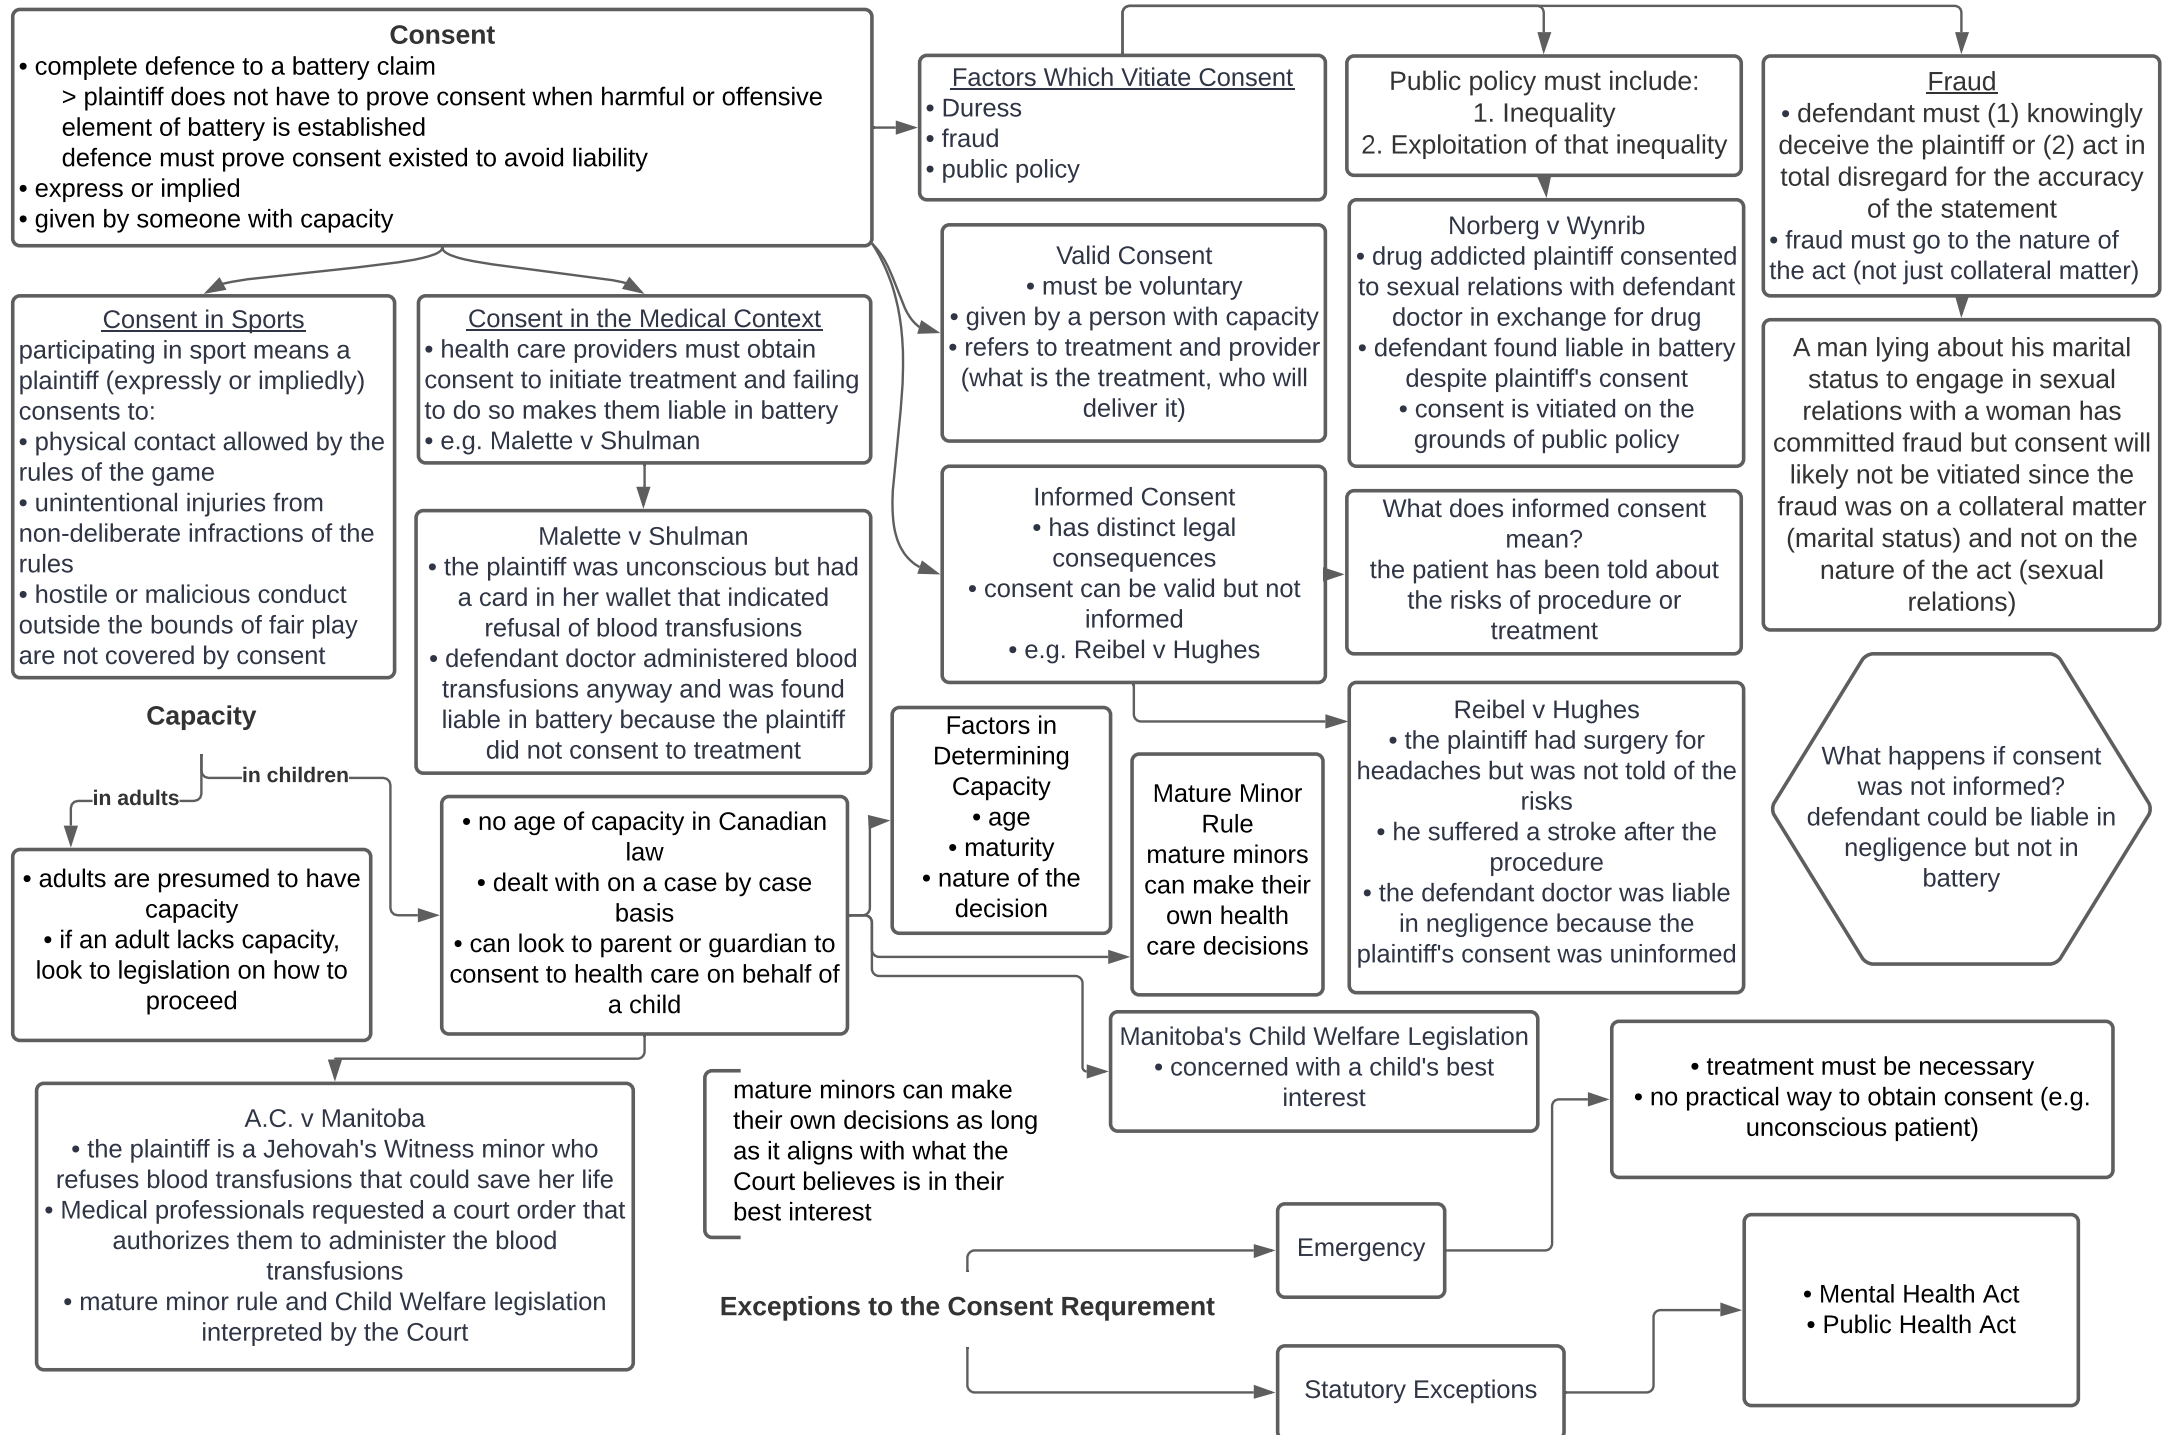 Consent
• complete defence to a battery claim
> plaintiff does not have to prove consent when harmful or offensive
element of battery is established
defence must prove consent existed to avoid liability
• express or implied
• given by someone with capacity
Factors Which Vitiate Consent
• Duress
• fraud
• public policy
Public policy must include:
1. Inequality
2. Exploitation of that inequality
Fraud
• defendant must (1) knowingly
deceive the plaintiff or (2) act in
total disregard for the accuracy
of the statement
• fraud must go to the nature of
the act (not just collateral matter)
Valid Consent
• must be voluntary
• given by a person with capacity
• refers to treatment and provider
(what is the treatment, who will
deliver it)
Norberg v Wynrib
• drug addicted plaintiff consented
to sexual relations with defendant
doctor in exchange for drug
• defendant found liable in battery
despite plaintiff's consent
• consent is vitiated on the
grounds of public policy
A man lying about his marital
status to engage in sexual
relations with a woman has
committed fraud but consent will
likely not be vitiated since the
fraud was on a collateral matter
(marital status) and not on the
nature of the act (sexual
relations)
Consent in Sports
participating in sport means a
plaintiff (expressly or impliedly)
consents to:
• physical contact allowed by the
rules of the game
• unintentional injuries from
non-deliberate infractions of the
rules
• hostile or malicious conduct
outside the bounds of fair play
are not covered by consent
Consent in the Medical Context
• health care providers must obtain
consent to initiate treatment and failing
to do so makes them liable in battery
• e.g. Malette v Shulman
Malette v Shulman
• the plaintiff was unconscious but had
a card in her wallet that indicated
refusal of blood transfusions
• defendant doctor administered blood
transfusions anyway and was found
liable in battery because the plaintiff
did not consent to treatment
Informed Consent
• has distinct legal
consequences
• consent can be valid but not
informed
• e.g. Reibel v Hughes
What does informed consent
mean?
the patient has been told about
the risks of procedure or
treatment
Reibel v Hughes
• the plaintiff had surgery for
headaches but was not told of the
risks
• he suffered a stroke after the
procedure
• the defendant doctor was liable
in negligence because the
plaintiff's consent was uninformed
What happens if consent
was not informed?
defendant could be liable in
negligence but not in
battery
Capacity
in children
in adults
• adults are presumed to have
capacity
• if an adult lacks capacity,
look to legislation on how to
proceed
• no age of capacity in Canadian
law
• dealt with on a case by case
basis
• can look to parent or guardian to
consent to health care on behalf of
a child
Factors in
Determining
Capacity
• age
• maturity
• nature of the
decision
Mature Minor
Rule
mature minors
can make their
own health
care decisions
Manitoba's Child Welfare Legislation
• concerned with a child's best
interest
A.C. v Manitoba
• the plaintiff is a Jehovah's Witness minor who
refuses blood transfusions that could save her life
• Medical professionals requested a court order that
authorizes them to administer the blood
transfusions
• mature minor rule and Child Welfare legislation
interpreted by the Court
mature minors can make
their own decisions as long
as it aligns with what the
Court believes is in their
best interest
Exceptions to the Consent Requrement
Emergency
• treatment must be necessary
• no practical way to obtain consent (e.g.
unconscious patient)
Statutory Exceptions
• Mental Health Act
• Public Health Act